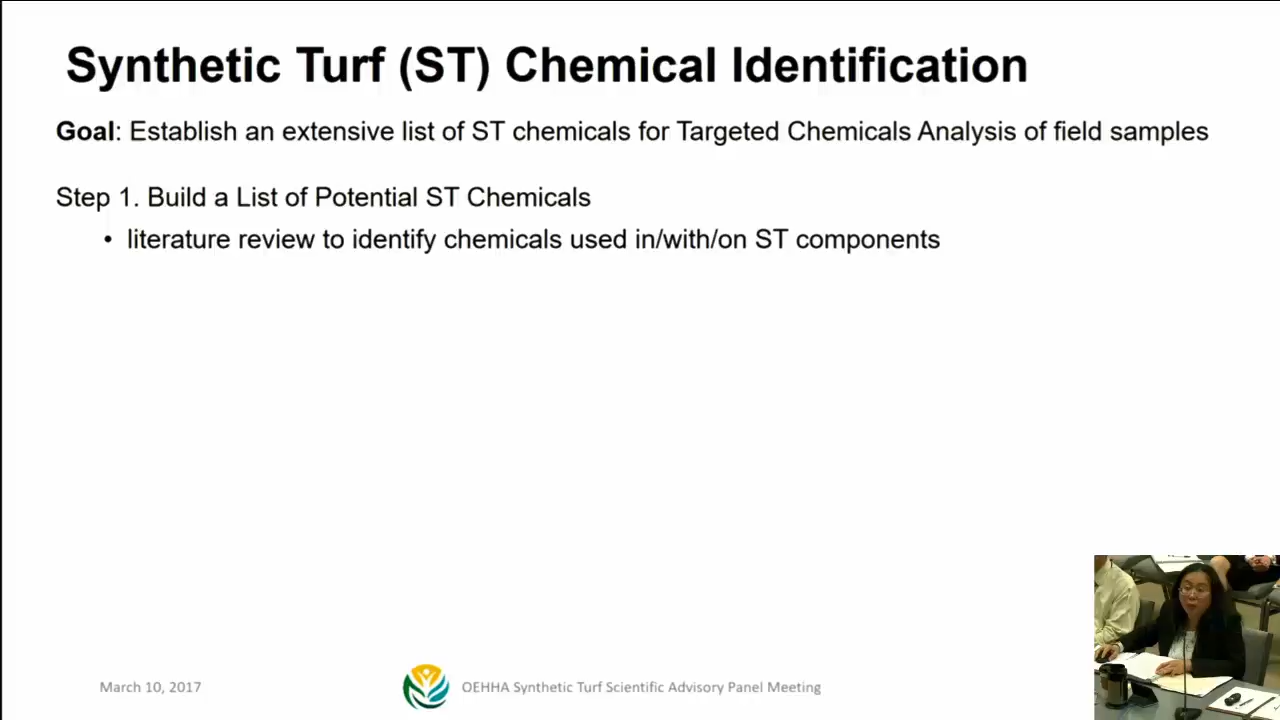 Synthetic Turf (ST) Chemical Identification
Goal: Establish an extensive list of ST chemicals for Targeted Chemicals Analysis of field samples
Step 1. Build a List of Potential ST Chemicals
• literature review to identify chemicals used in/with/on ST components
March 10, 2017
OEHHA Synthetic Turf Scientific Advisory Panel Meeting